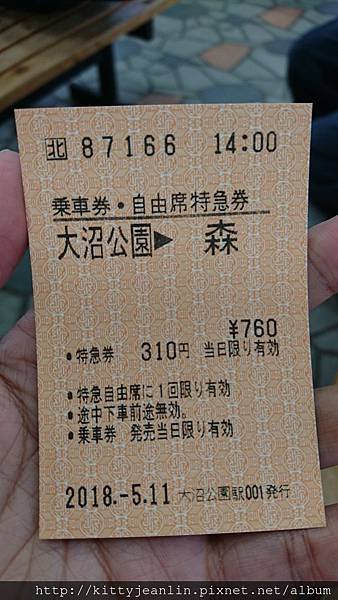 北 87166 14:00
乗車券・自由席特急券
大沼公園▶ 森
¥760
・特急券 310円 当日限り有効
・特急自由席に1回限り有効
・途中下車前途無効。
・乗車券 発売当日限り有効
2018.-5.11 大沼公園駅001発行
http://kittyjeanlin.pixnet.net/album